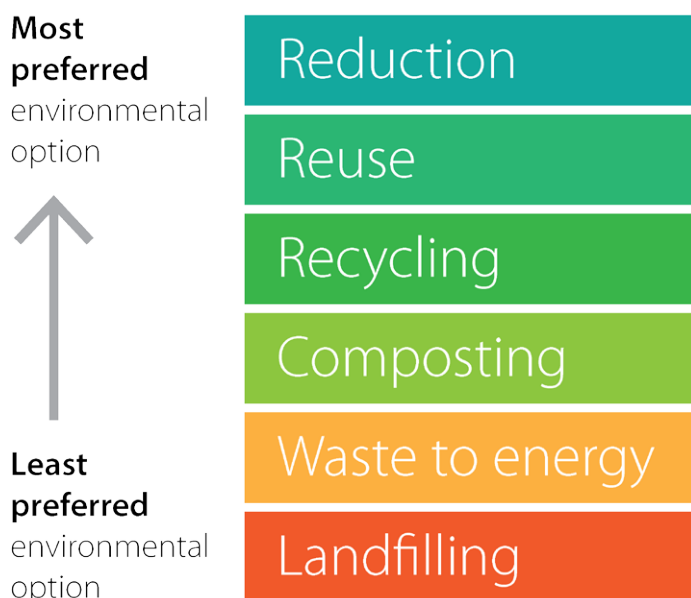 Most
preferred
environmental
option
Reduction
Reuse
Recycling
Composting
Waste to energy
Landfilling
Least
preferred
environmental
option